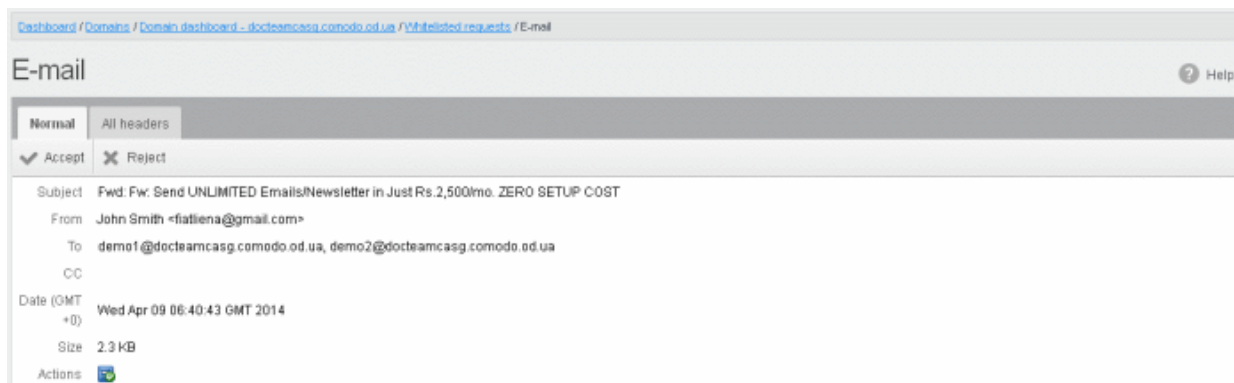 Dashboard / Domains / Domain dashboard - docteamcasg.comodo.od.ua / Whitelisted requests / E-mail
E-mail
Help
Normal All headers
Accept Reject
Subject Fwd: Fw: Send UNLIMITED Emails/Newsletter in Just Rs.2,500/mo. ZERO SETUP COST
From John Smith <fiatliena@gmail.com>
To demo1@docteamcasg.comodo.od.ua, demo2@docteamcasg.comodo.od.ua
CC
Date (GMT
+0) Wed Apr 09 06:40:43 GMT 2014
Size 2.3 KB
Actions